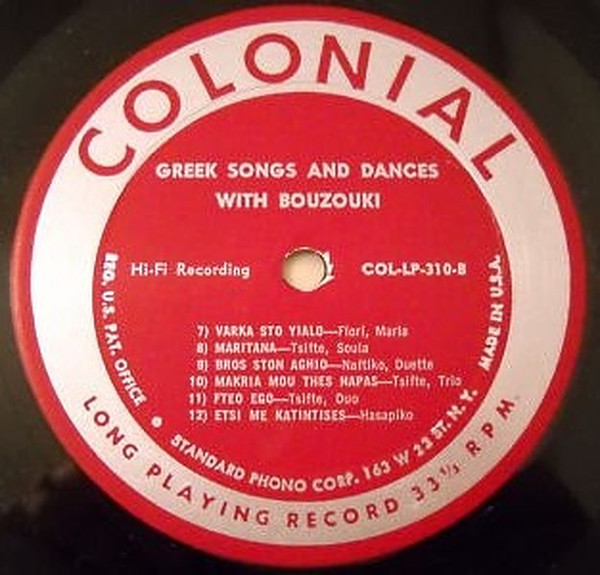 COLONIAL
GREEK SONGS AND DANCES
WITH BOUZOUKI
Hi-Fi Recording
COL-LP-310-B
7) VARKA STO YIALO—Flori, Maria
8) MARITANA—Tsifte, Soula
9) BROS STON AGHIO—Naftiko, Duette
10) MAKRIA MOU THES NAPAS—Tsifte, Trio
11) FTEO EGO—Tsifte, Duo
12) ETSI ME KATINTISES—Hasapiko
REG. U.S. PAT. OFFICE • STANDARD PHONO CORP. 163 W 23 ST. N.Y. MADE IN U.S.A.
LONG PLAYING RECORD 33⅓ RPM.